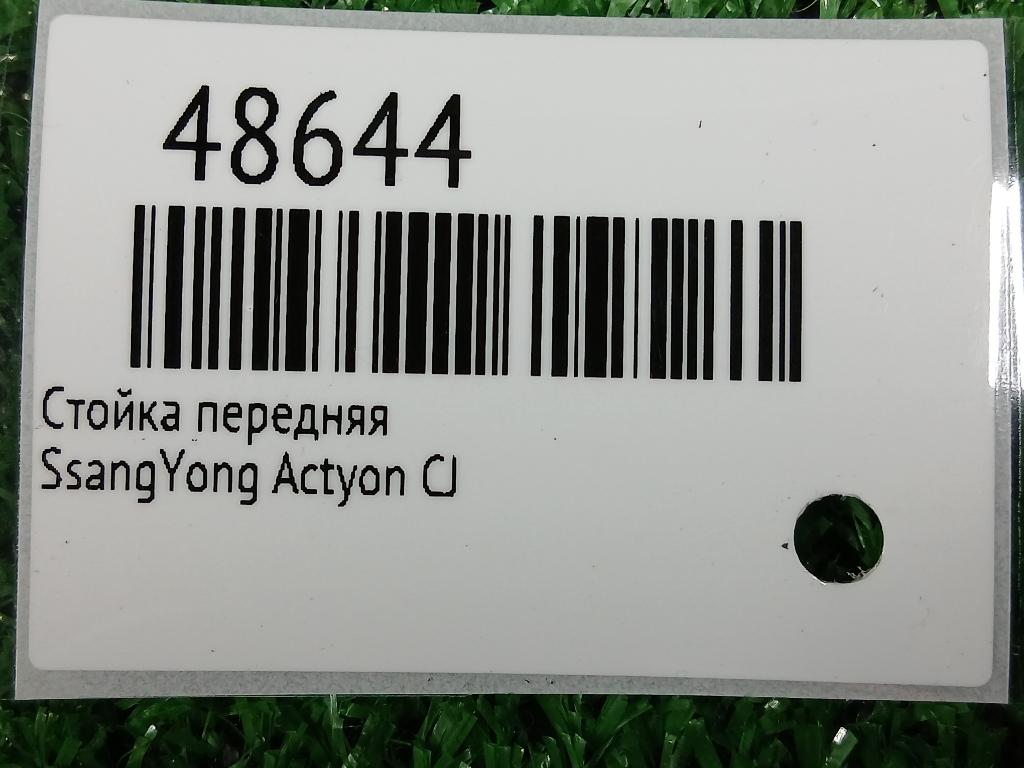 48644
Стойка передняя
SsangYong Actyon CJ